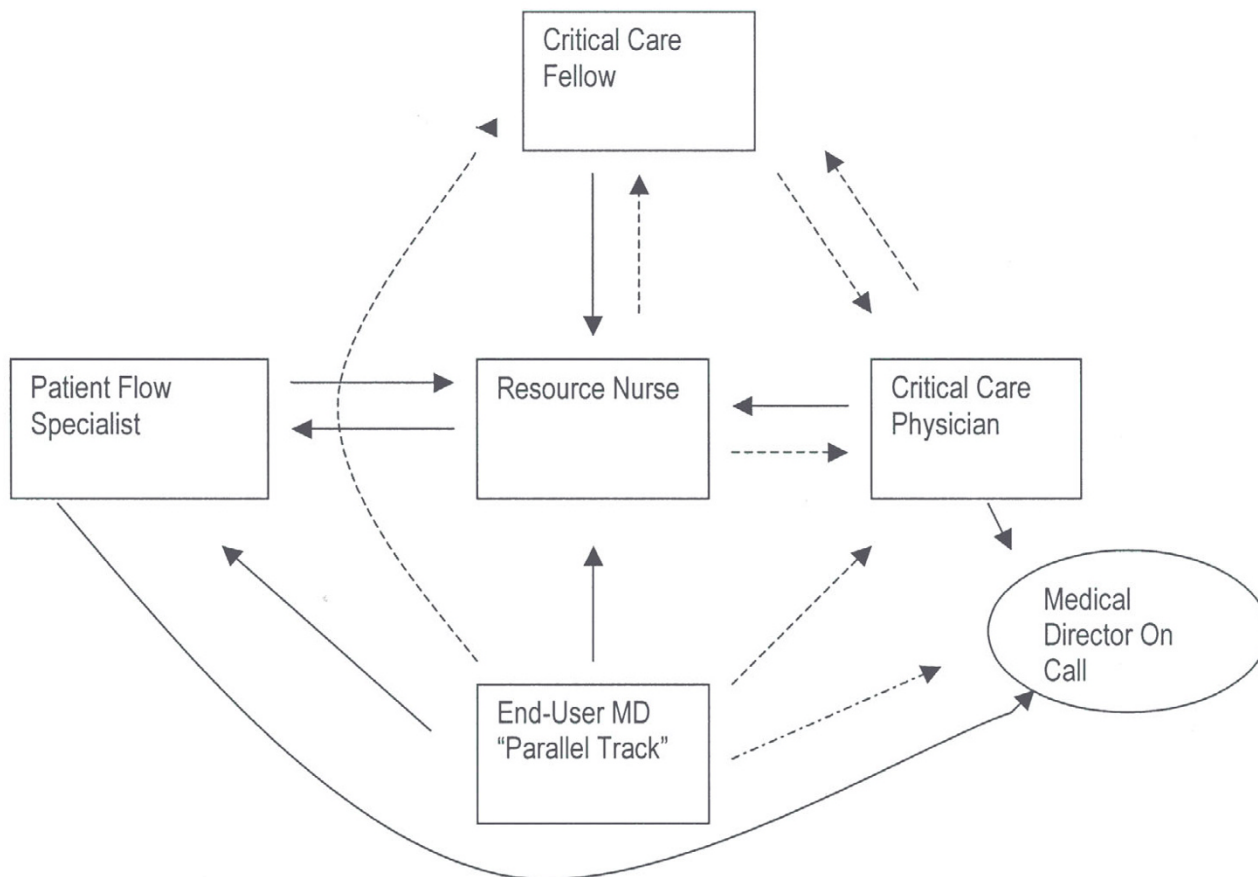 Critical Care
Fellow
Patient Flow
Specialist
Resource Nurse
Critical Care
Physician
Medical
Director On
Call
End-User MD
“Parallel Track”